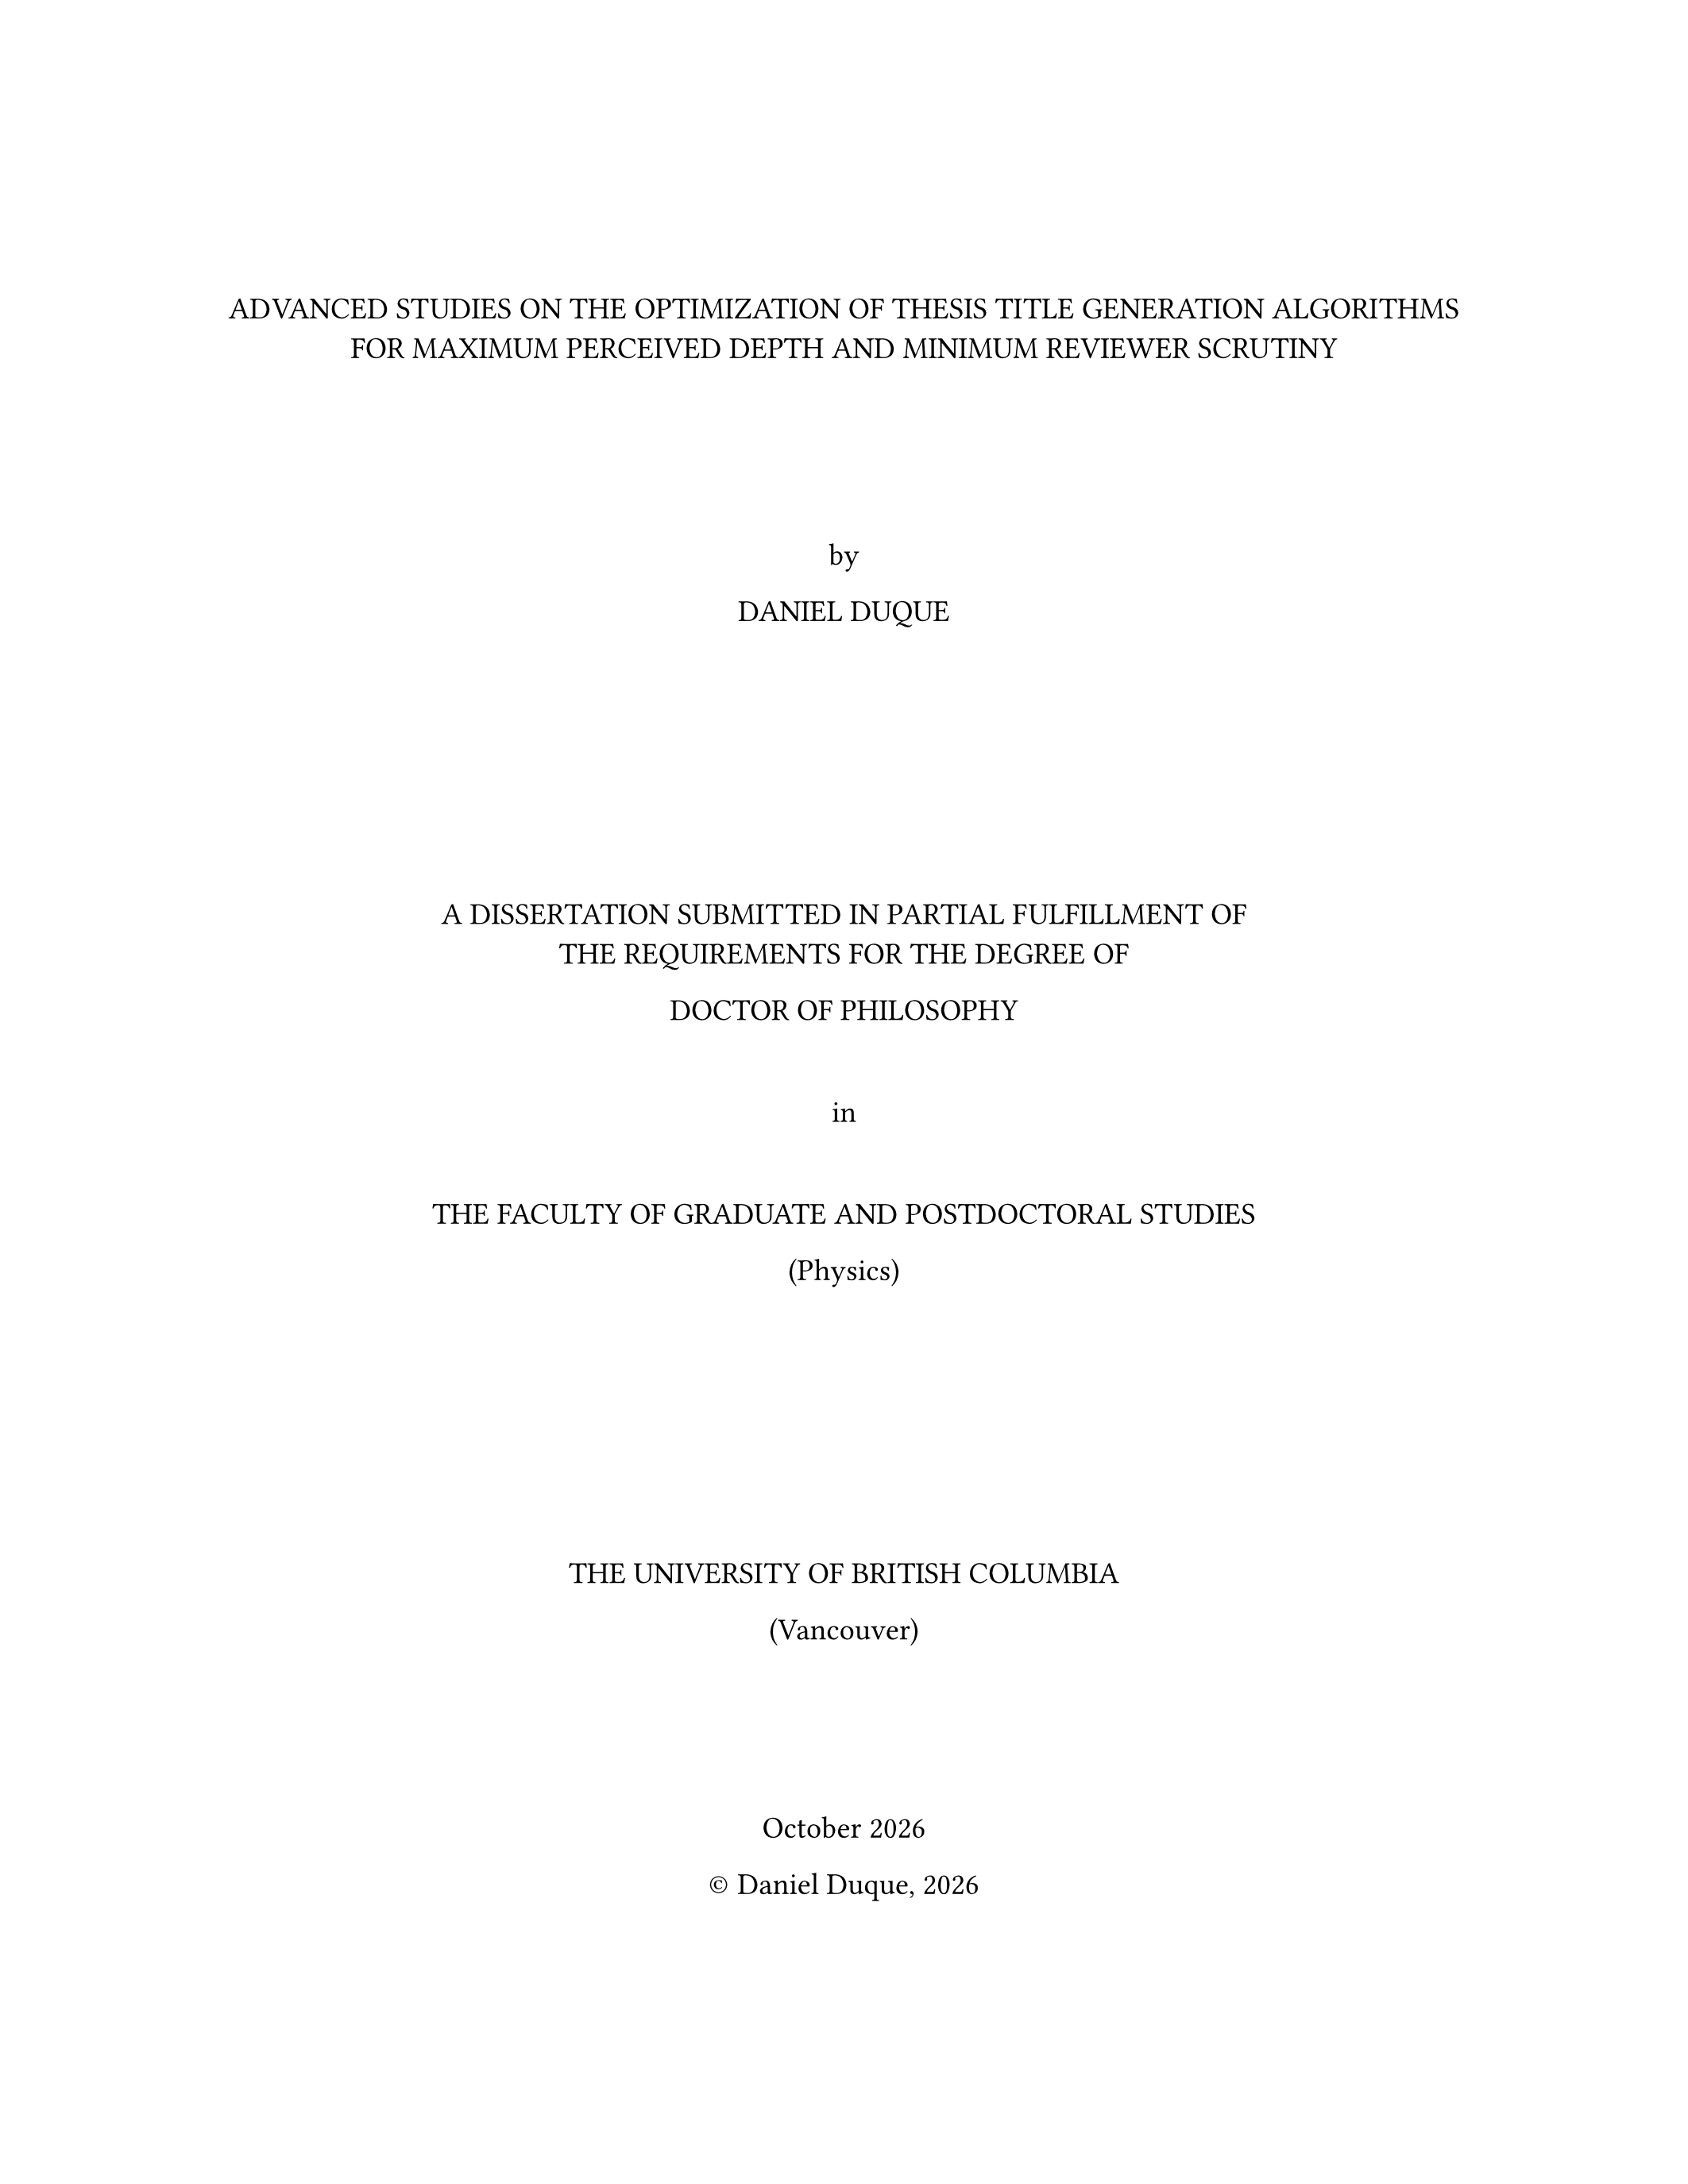 ADVANCED STUDIES ON THE OPTIMIZATION OF THESIS TITLE GENERATION ALGORITHMS
FOR MAXIMUM PERCEIVED DEPTH AND MINIMUM REVIEWER SCRUTINY
by
DANIEL DUQUE
A DISSERTATION SUBMITTED IN PARTIAL FULFILLMENT OF
THE REQUIREMENTS FOR THE DEGREE OF
DOCTOR OF PHILOSOPHY
in
THE FACULTY OF GRADUATE AND POSTDOCTORAL STUDIES
(Physics)
THE UNIVERSITY OF BRITISH COLUMBIA
(Vancouver)
October 2026
© Daniel Duque, 2026